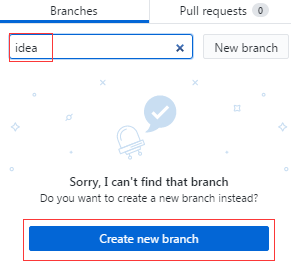 Branches Pull requests 0
idea New branch
Sorry, I can't find that branch
Do you want to create a new branch instead?
Create new branch